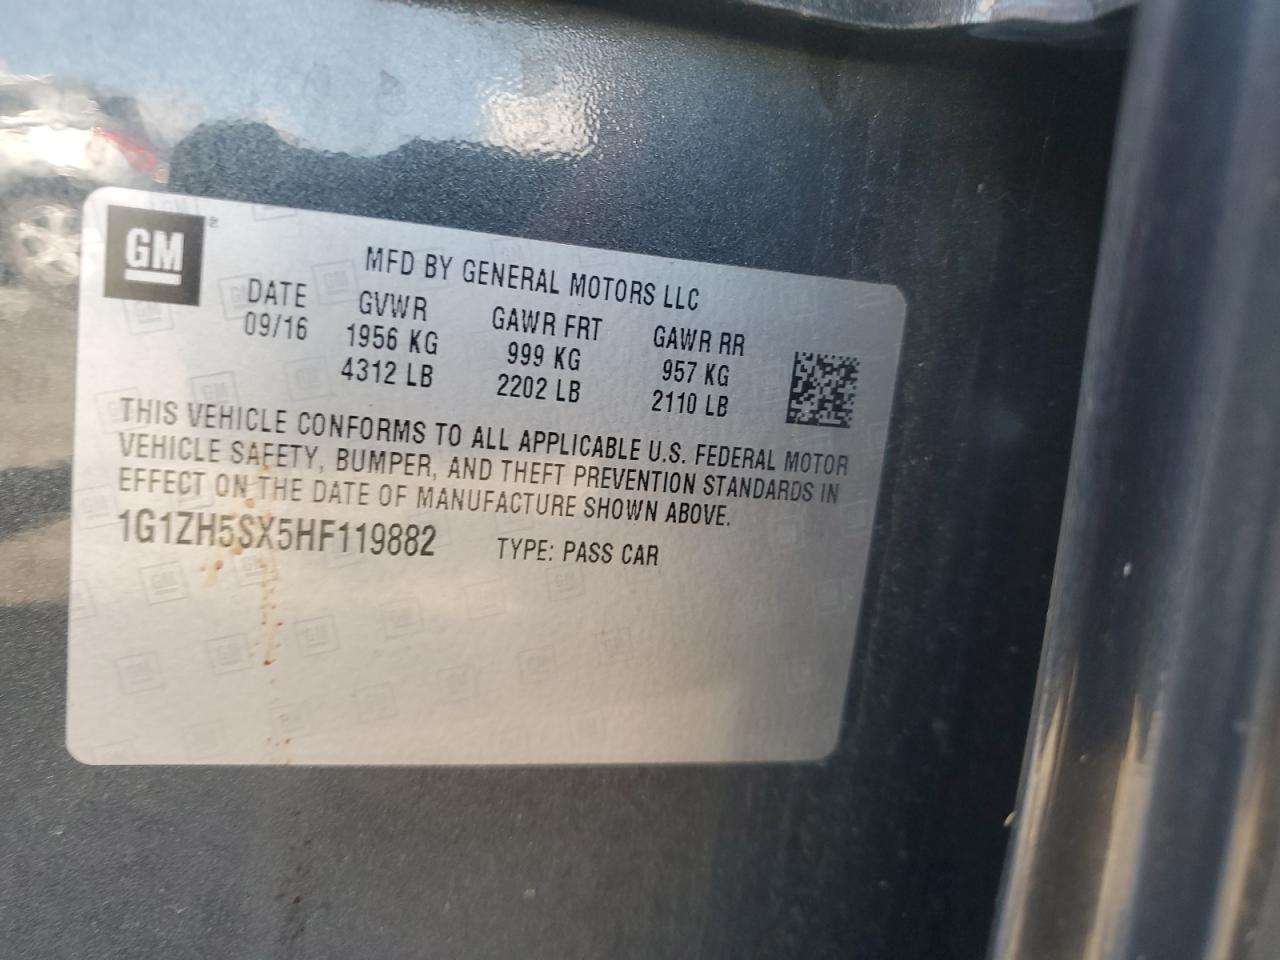 GM ®
MFD BY GENERAL MOTORS LLC
DATE GVWR GAWR FRT GAWR RR
09/16 1956 KG 999 KG 957 KG
4312 LB 2202 LB 2110 LB
THIS VEHICLE CONFORMS TO ALL APPLICABLE U.S. FEDERAL MOTOR
VEHICLE SAFETY, BUMPER, AND THEFT PREVENTION STANDARDS IN
EFFECT ON THE DATE OF MANUFACTURE SHOWN ABOVE.
1G1ZH5SX5HF119882 TYPE: PASS CAR